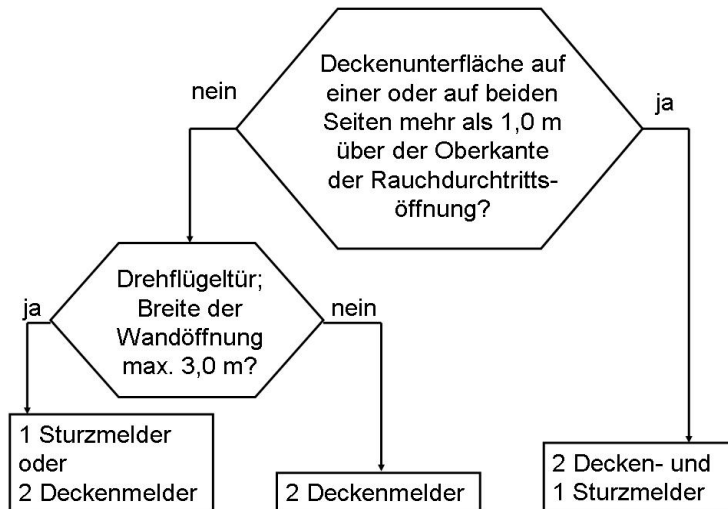 Deckenunterfläche auf
einer oder auf beiden
Seiten mehr als 1,0 m
über der Oberkante
der Rauchdurchtritts-
öffnung?
nein
ja
Drehflügeltür;
Breite der
Wandöffnung
max. 3,0 m?
ja
nein
1 Sturzmelder
oder
2 Deckenmelder
2 Deckenmelder
2 Decken- und
1 Sturzmelder